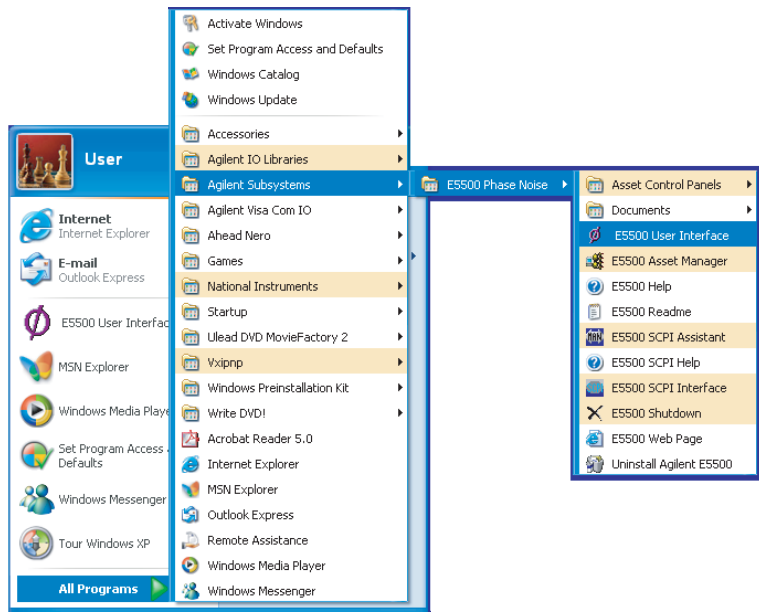 User
Internet
Internet Explorer
E-mail
Outlook Express
E5500 User Interfac
MSN Explorer
Windows Media Playe
Set Program Access
Defaults
Windows Messenger
Tour Windows XP
All Programs
Activate Windows
Set Program Access and Defaults
Windows Catalog
Windows Update
Accessories
Agilent IO Libraries
Agilent Subsystems
Agilent Visa Com IO
Ahead Nero
Games
National Instruments
Startup
Ulead DVD MovieFactory 2
Vxipnp
Windows Preinstallation Kit
Write DVD!
Acrobat Reader 5.0
Internet Explorer
MSN Explorer
Outlook Express
Remote Assistance
Windows Media Player
Windows Messenger
E5500 Phase Noise
Asset Control Panels
Documents
E5500 User Interface
E5500 Asset Manager
E5500 Help
E5500 Readme
E5500 SCPI Assistant
E5500 SCPI Help
E5500 SCPI Interface
E5500 Shutdown
E5500 Web Page
Uninstall Agilent E5500